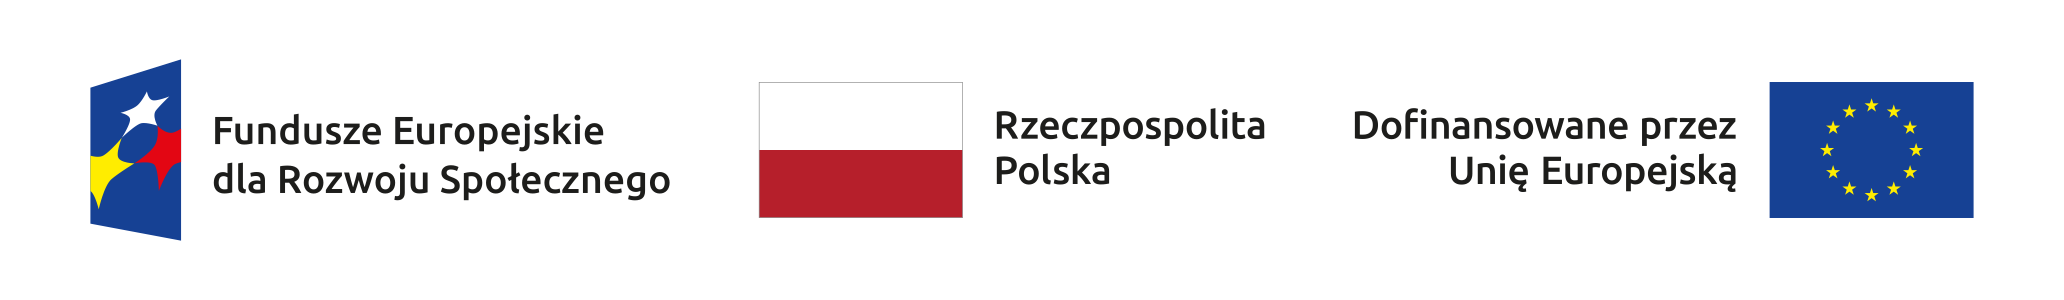 Fundusze Europejskie
dla Rozwoju Społecznego
Rzeczpospolita
Polska
Dofinansowane przez
Unię Europejską